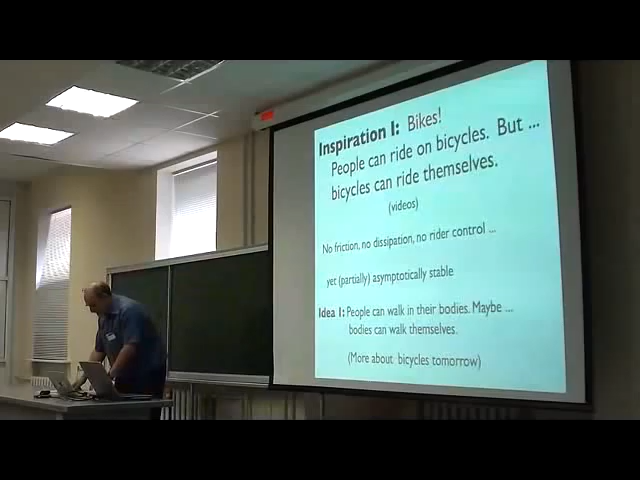 Inspiration I: Bikes!
People can ride on bicycles. But ...
bicycles can ride themselves.
(videos)
No friction, no dissipation, no rider control ...
yet (partially) asymptotically stable
Idea I: People can walk in their bodies. Maybe ...
bodies can walk themselves.
(More about bicycles tomorrow)